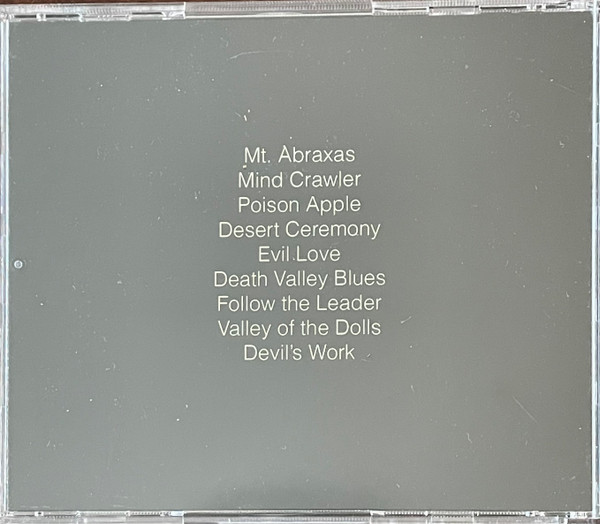 Mt. Abraxas
Mind Crawler
Poison Apple
Desert Ceremony
Evil Love
Death Valley Blues
Follow the Leader
Valley of the Dolls
Devil's Work